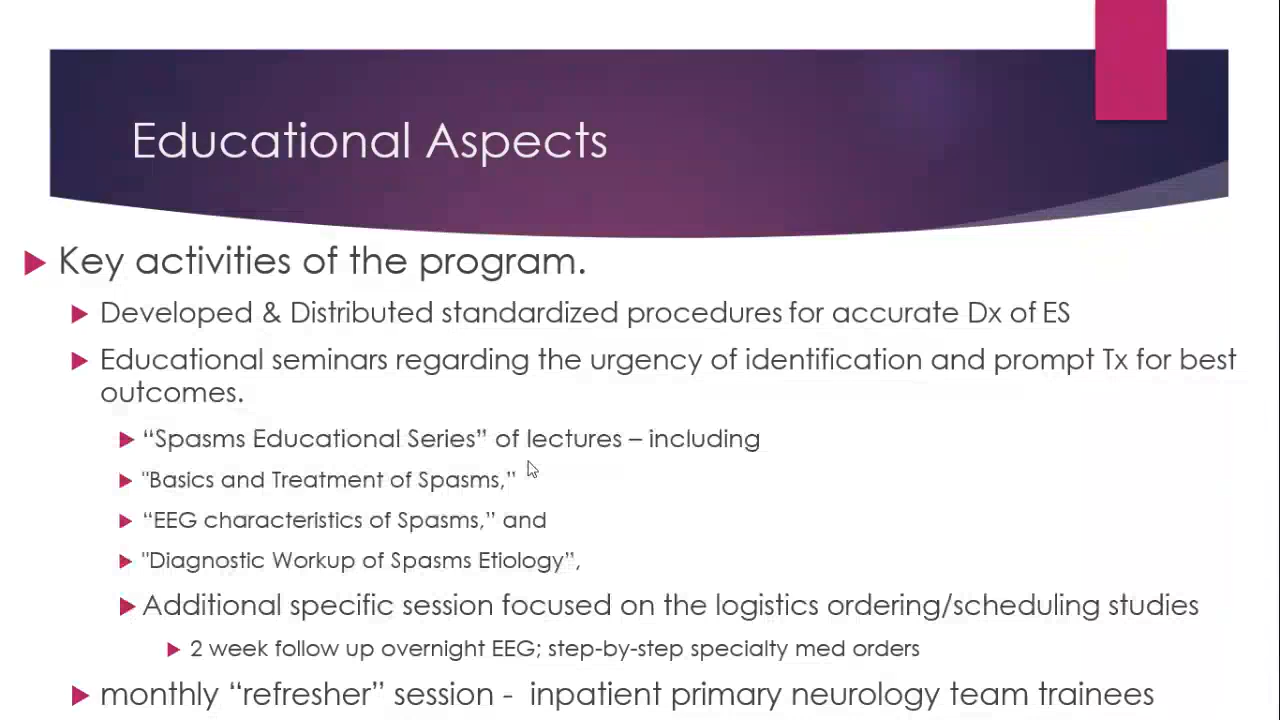 Educational Aspects
Key activities of the program.
Developed & Distributed standardized procedures for accurate Dx of ES
Educational seminars regarding the urgency of identification and prompt Tx for best
outcomes.
“Spasms Educational Series” of lectures – including
"Basics and Treatment of Spasms,”
“EEG characteristics of Spasms,” and
"Diagnostic Workup of Spasms Etiology”,
Additional specific session focused on the logistics ordering/scheduling studies
2 week follow up overnight EEG; step-by-step specialty med orders
monthly “refresher” session - inpatient primary neurology team trainees